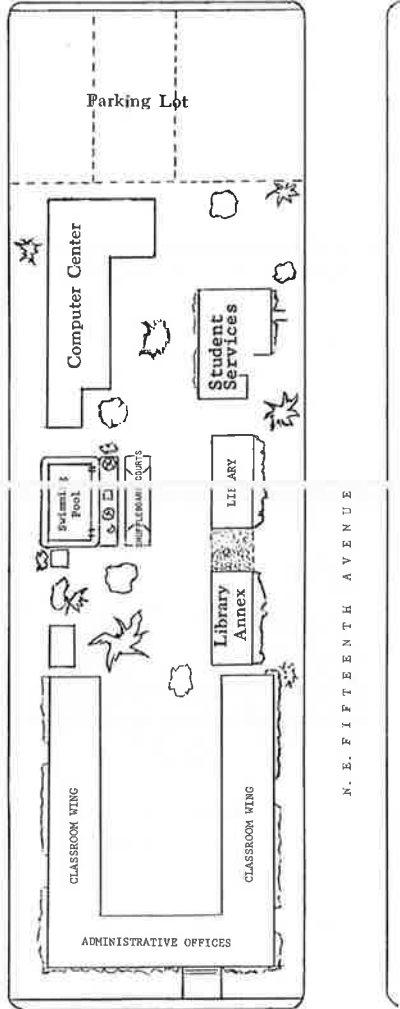 Parking Lot
Computer Center
Student
Services
Swimming
Pool
SHUFFLEBOARD COURTS
LIBRARY
Library
Annex
CLASSROOM WING
CLASSROOM WING
ADMINISTRATIVE OFFICES
N. E. FIFTEENTH AVENUE